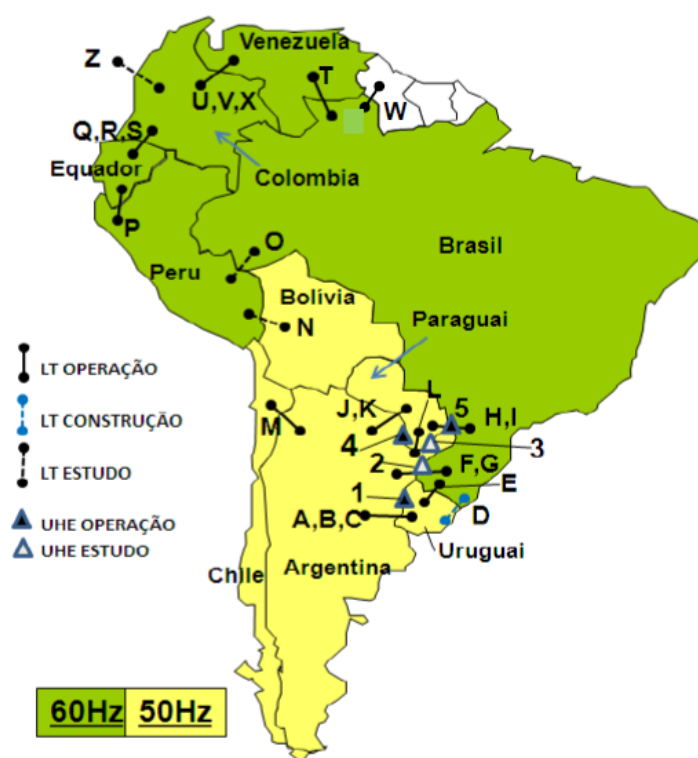 Z
Venezuela
T
U,V,X
W
Q,R,S
Equador
Colombia
P
O
Brasil
Peru
Bolívia
N
Paraguai
LT OPERAÇÃO
L
J,K
5
H,I
M
LT CONSTRUÇÃO
4
3
LT ESTUDO
2
F,G
E
1
UHE OPERAÇÃO
A,B,C
D
UHE ESTUDO
Uruguai
Chile
Argentina
60Hz 50Hz